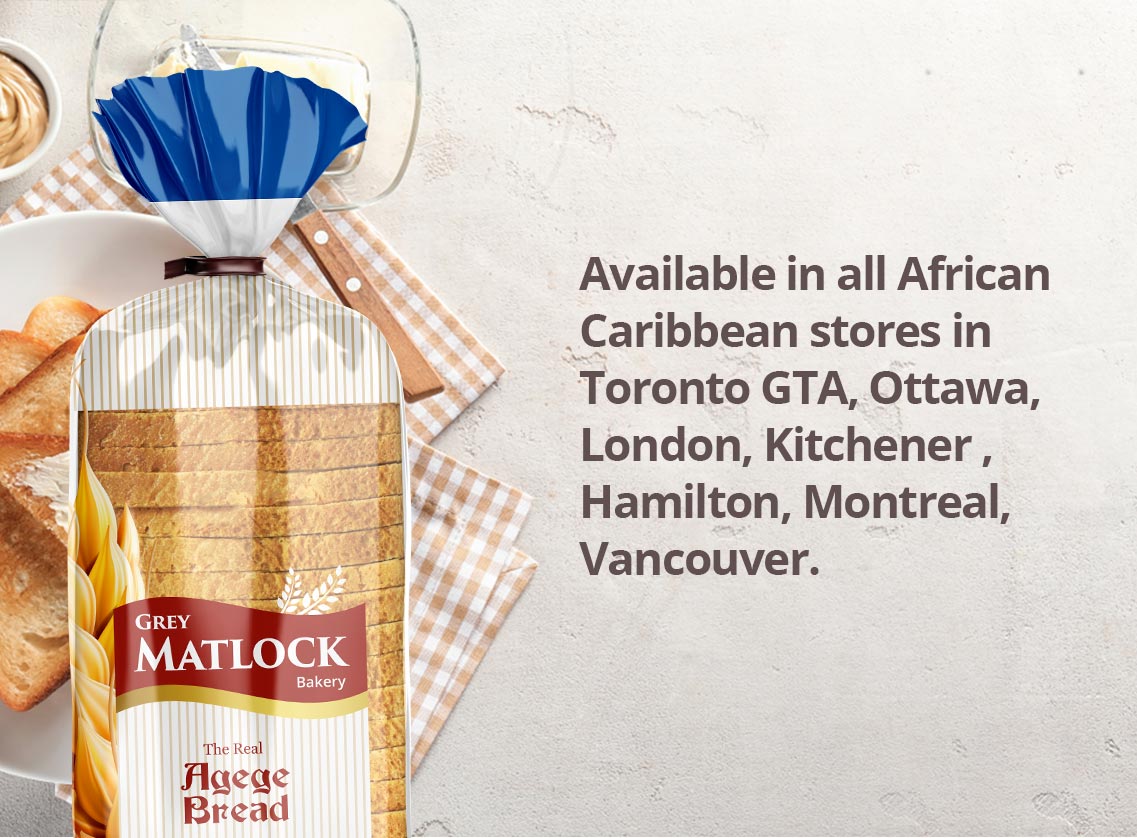 Available in all African
Caribbean stores in
Toronto GTA, Ottawa,
London, Kitchener ,
Hamilton, Montreal,
Vancouver.
GREY
MATLOCK
Bakery
The Real
Agege
Bread